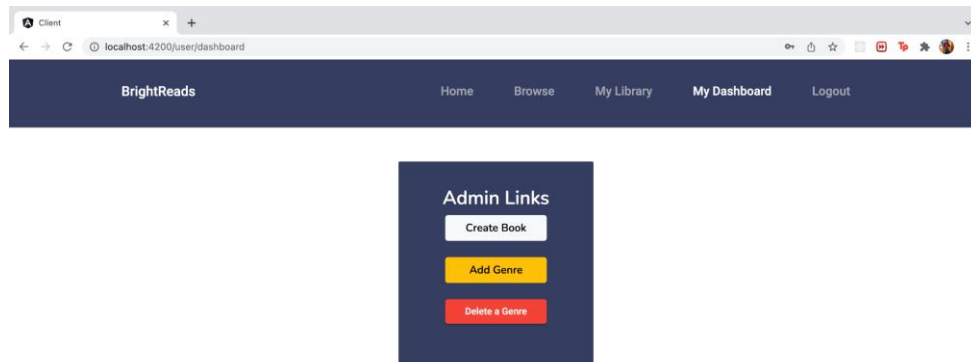 Client
localhost:4200/user/dashboard
BrightReads Home Browse My Library My Dashboard Logout
Admin Links
Create Book
Add Genre
Delete a Genre